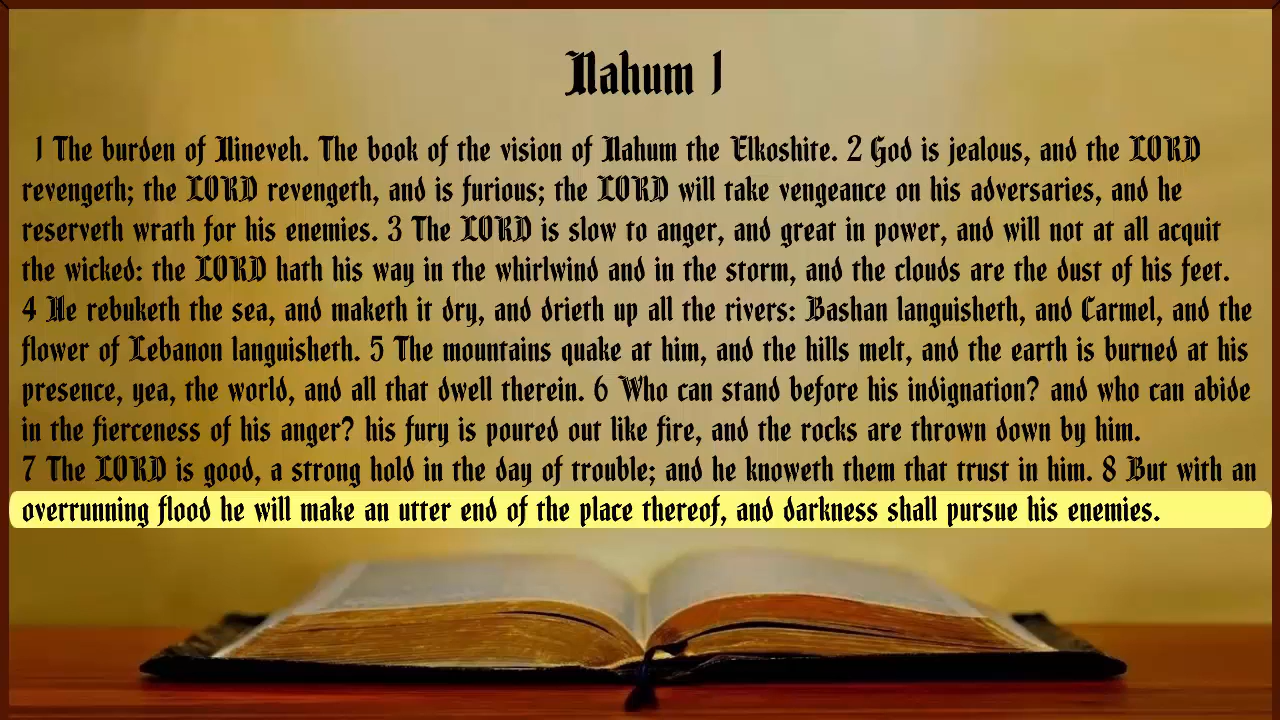 Nahum 1
1 The burden of Nineveh. The book of the vision of Nahum the Elkoshite. 2 God is jealous, and the LORD
revengeth; the LORD revengeth, and is furious; the LORD will take vengeance on his adversaries, and he
reserveth wrath for his enemies. 3 The LORD is slow to anger, and great in power, and will not at all acquit
the wicked: the LORD hath his way in the whirlwind and in the storm, and the clouds are the dust of his feet.
4 He rebuketh the sea, and maketh it dry, and drieth up all the rivers: Bashan languisheth, and Carmel, and the
flower of Lebanon languisheth. 5 The mountains quake at him, and the hills melt, and the earth is burned at his
presence, yea, the world, and all that dwell therein. 6 Who can stand before his indignation? and who can abide
in the fierceness of his anger? his fury is poured out like fire, and the rocks are thrown down by him.
7 The LORD is good, a strong hold in the day of trouble; and he knoweth them that trust in him. 8 But with an
overrunning flood he will make an utter end of the place thereof, and darkness shall pursue his enemies.